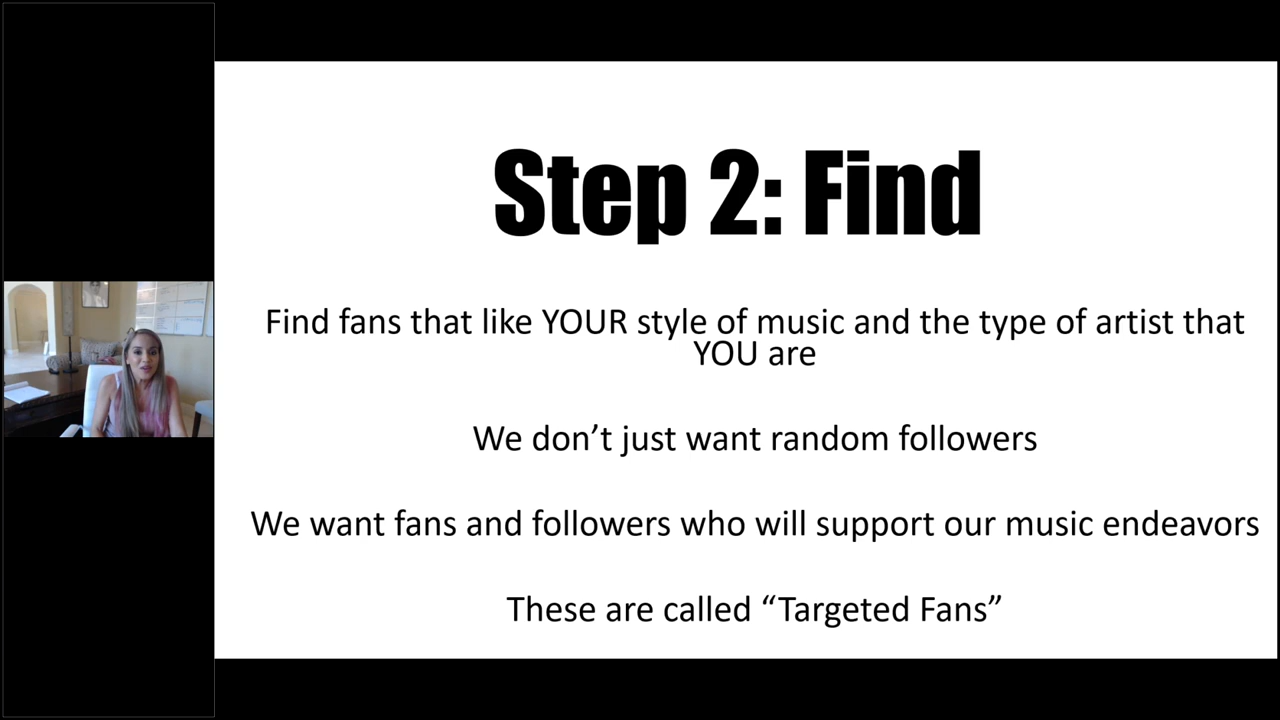 Step 2: Find
Find fans that like YOUR style of music and the type of artist that
YOU are
We don’t just want random followers
We want fans and followers who will support our music endeavors
These are called “Targeted Fans”